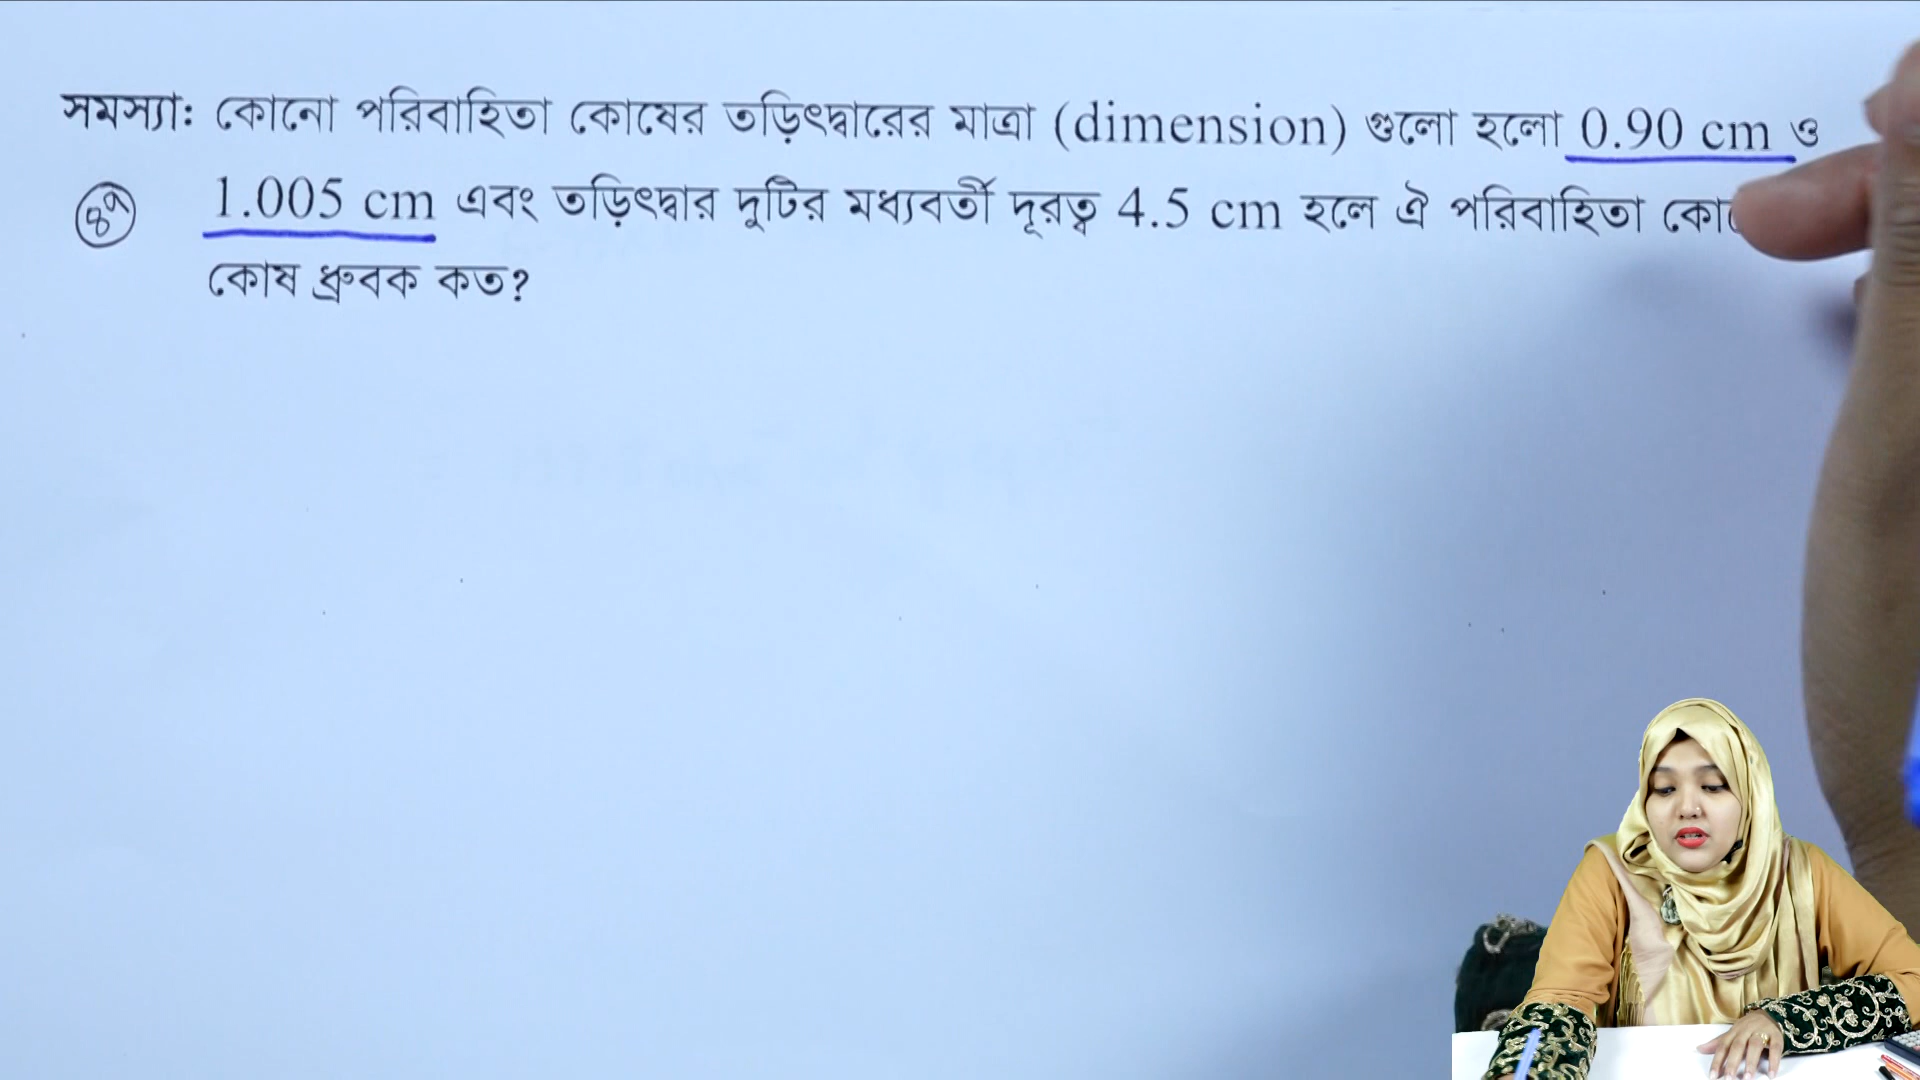 সমস্যা: কোনো পরিবাহিতা কোষের তড়িৎদ্বারের মাত্রা (dimension) গুলো হলো 0.90 cm ও
1.005 cm এবং তড়িৎদ্বার দুটির মধ্যবর্তী দূরত্ব 4.5 cm হলে ঐ পরিবাহিতা
কোষ ধ্রুবক কত?